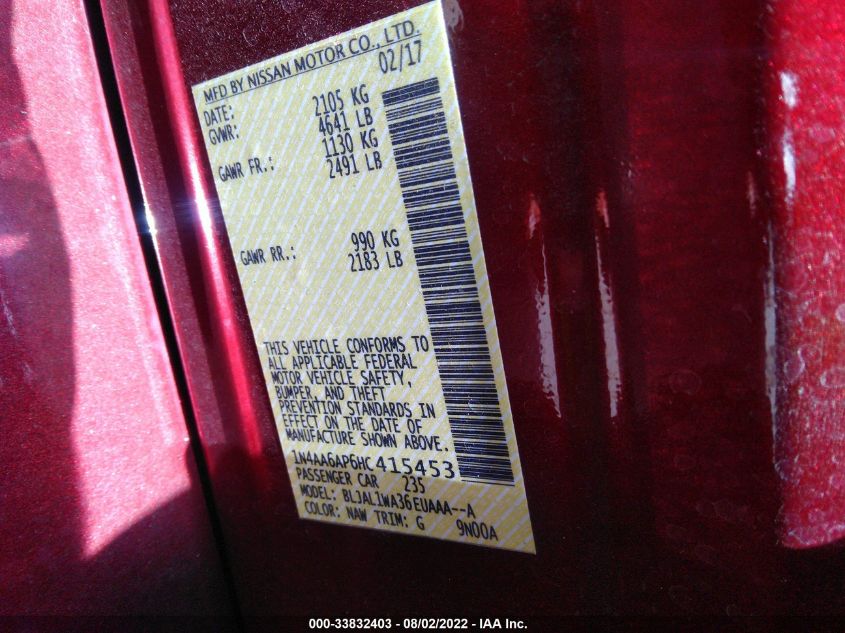 MFD BY NISSAN MOTOR CO., LTD.
DATE: 02/17
GVWR: 2105 KG
4641 LB
GAWR FR.: 1130 KG
2491 LB
GAWR RR.: 990 KG
2183 LB
THIS VEHICLE CONFORMS TO
ALL APPLICABLE FEDERAL
MOTOR VEHICLE SAFETY,
BUMPER, AND THEFT
PREVENTION STANDARDS IN
EFFECT ON THE DATE OF
MANUFACTURE SHOWN ABOVE.
1N4AA6AP6HC415453
PASSENGER CAR 235
MODEL: BLJAL1WA36EUAAA--A
COLOR: NAW TRIM: G 9N00A
000-33832403 - 08/02/2022 - IAA Inc.